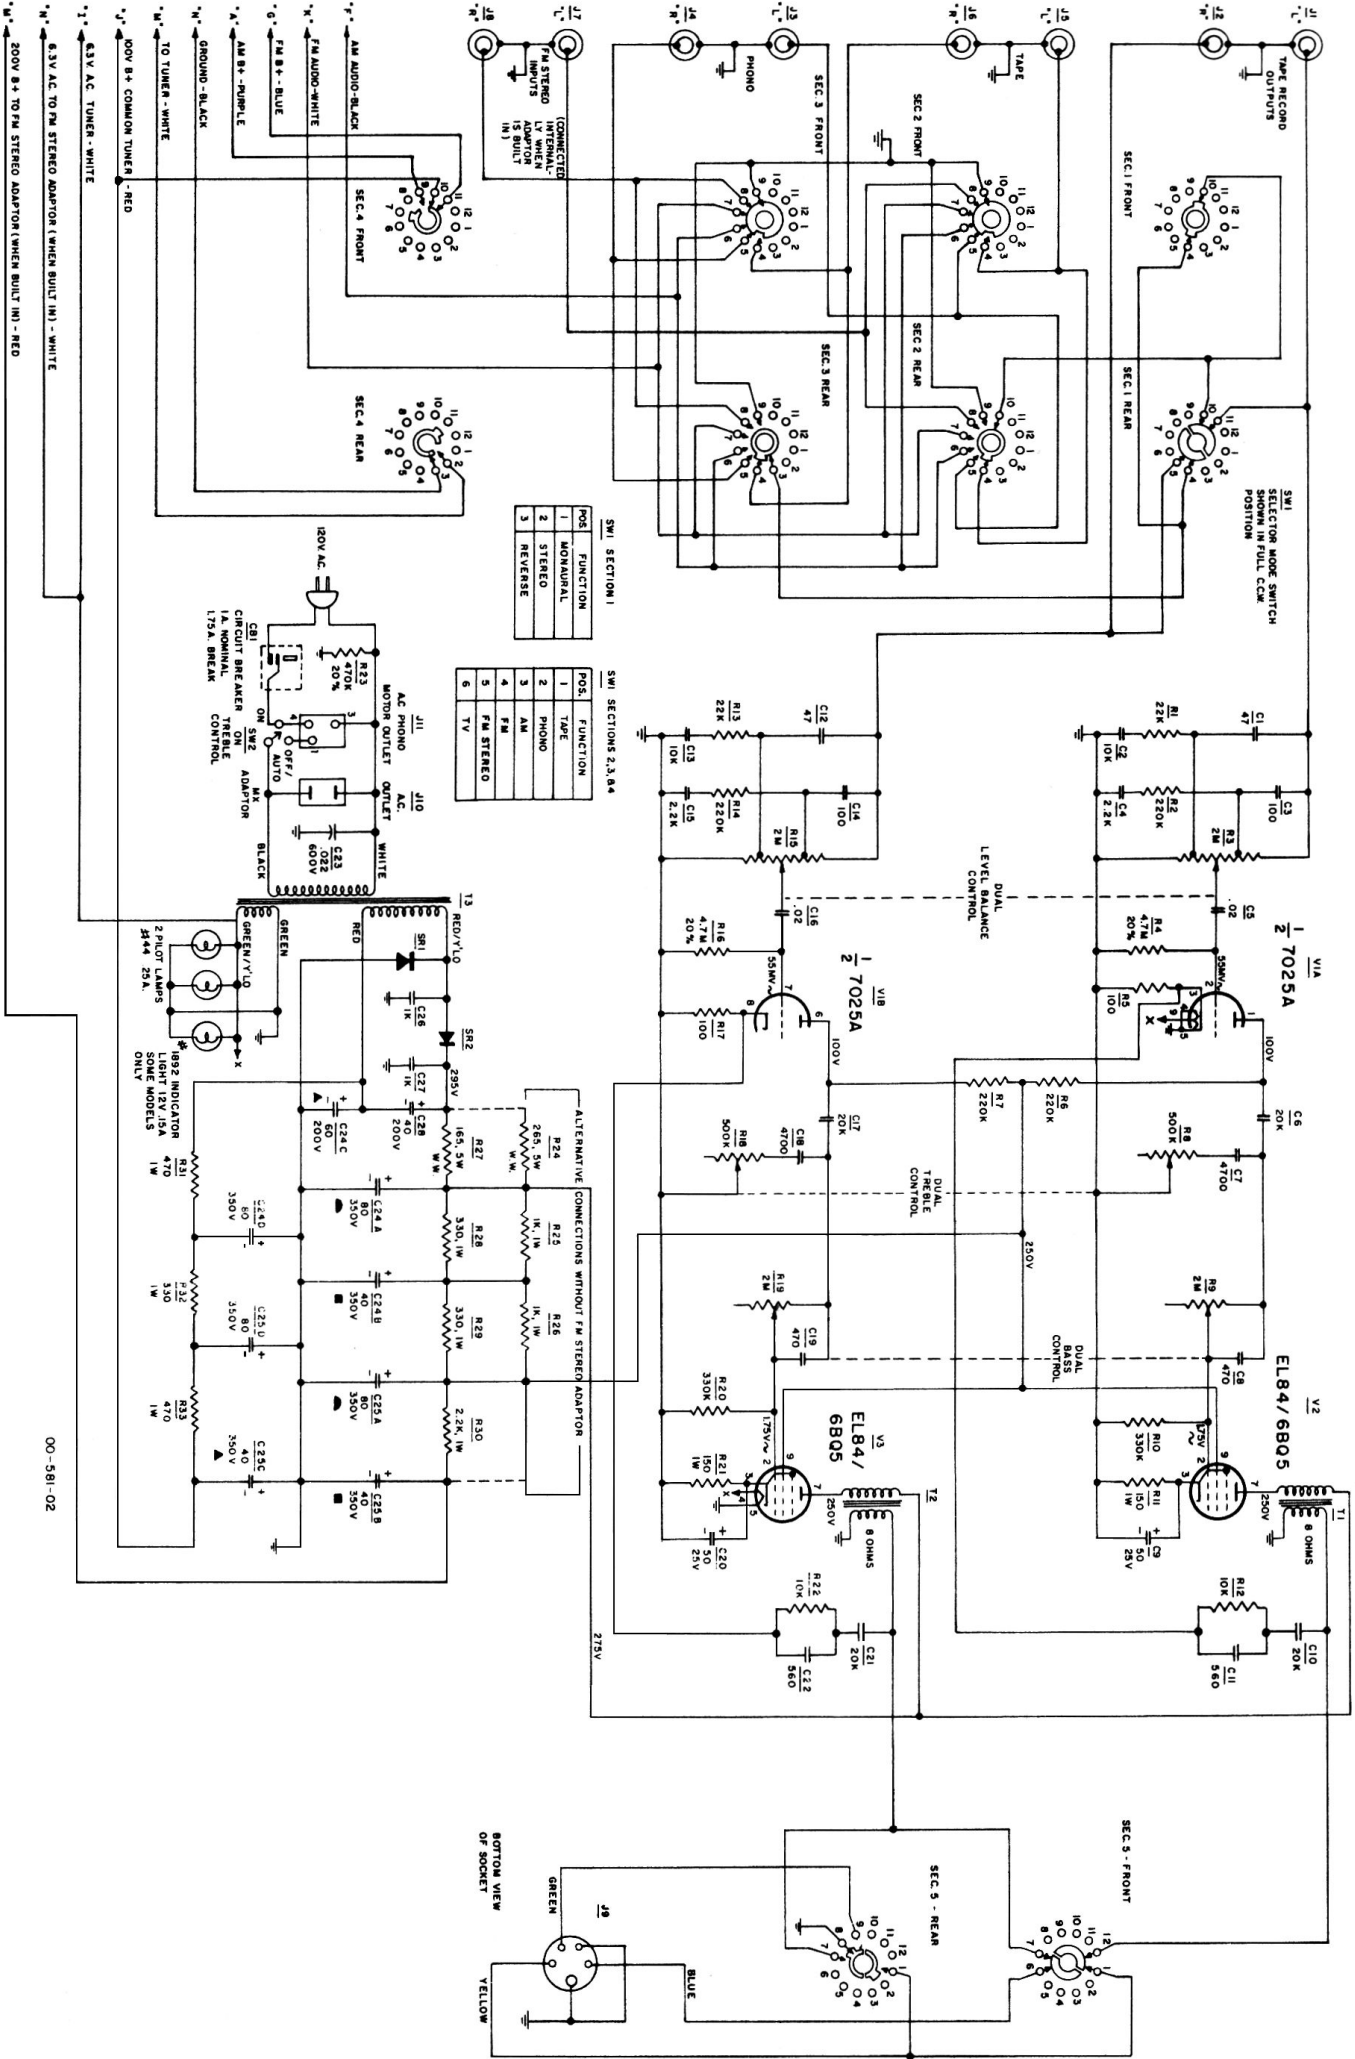 J1
"L"
J2
"R"
TAPE RECORD
OUTPUTS
J5
"L"
J6
"R"
TAPE
J3
"L"
J4
"R"
PHONO
J7
"L"
J8
"R"
FM STEREO
INPUTS
(CONNECTED
INTERNAL-
LY WHEN
ADAPTOR
IS BUILT
IN)
"F" AM AUDIO-BLACK
"K" FM AUDIO-WHITE
"G" FM B+ - BLUE
"A" AM B+ - PURPLE
"N" GROUND-BLACK
"M" TO TUNER - WHITE
"J" 100V B+ COMMON TUNER - RED
"I" 6.3 V. A.C. TUNER - WHITE
"N" 6.3V A.C. TO FM STEREO ADAPTOR (WHEN BUILT IN) - WHITE
"M" 200V B+ TO FM STEREO ADAPTOR (WHEN BUILT IN) - RED
SEC. 1 FRONT
SEC. 1 REAR
SEC 2 FRONT
SEC 2 REAR
SEC. 3 FRONT
SEC. 3 REAR
SEC. 4 FRONT
SEC. 4 REAR
SW1
SELECTOR MODE SWITCH
SHOWN IN FULL C.C.W.
POSITION
SW1 SECTION 1
POS. FUNCTION
1 MONAURAL
2 STEREO
3 REVERSE
SW1 SECTIONS 2,3,&4
POS. FUNCTION
1 TAPE
2 PHONO
3 AM
4 FM
5 FM STEREO
6 TV
C1
47
R1
22K
C2
10K
C3
100
R2
220K
C4
2.2K
R3
2M
C5
.02
R4
4.7M
20%
55MV~
R5
100
V1A
1/2 7025A
100V
C12
47
R13
22K
C13
10K
C14
100
R14
220K
C15
2.2K
R15
2M
C16
.02
R16
4.7M
20%
55MV~
R17
100
V1B
1/2 7025A
100V
DUAL
LEVEL BALANCE
CONTROL
R6
220K
R7
220K
C6
20K
C7
4700
R8
500K
C17
20K
C18
4700
R18
500K
DUAL
TREBLE
CONTROL
250V
R9
2M
C8
470
R19
2M
C19
470
DUAL
BASS
CONTROL
V2
EL84/6BQ5
R10
330K
1.75V~
R11
150
1W
C9
50
25V
250V
T1
8 OHMS
V3
EL84/
6BQ5
R20
330K
1.75V~
R21
150
1W
C20
50
25V
250V
T2
8 OHMS
R12
10K
C10
20K
C11
560
R22
10K
C21
20K
C22
560
275V
SEC. 5 - FRONT
SEC. 5 - REAR
J9
GREEN
BLUE
YELLOW
BOTTOM VIEW
OF SOCKET
120V. A.C.
R23
470K
20%
CB1
CIRCUIT BREAKER
1A. NOMINAL
1.75A. BREAK
J11
A.C. PHONO
MOTOR OUTLET
ON
OFF/
AUTO
SW2
ON
TREBLE
CONTROL
J10
A.C.
OUTLET
MX
ADAPTOR
C23
.022
600V
WHITE
BLACK
T3
RED/Y'LO
RED
GREEN
GREEN/Y'LO
2 PILOT LAMPS
#44 .25A.
*1892 INDICATOR
LIGHT 12V .15A
SOME MODELS
ONLY
X
SR1
C26
1K
SR2
C27
1K
295V
C28
40
200V
C24C
60
200V
ALTERNATIVE CONNECTIONS WITHOUT FM STEREO ADAPTOR
R24
265, 5W
W.W.
R25
1K, 1W
R26
1K, 1W
R27
165, 5W
W.W.
R28
330, 1W
R29
330, 1W
R30
2.2K, 1W
C24A
80
350V
C24B
40
350V
C25A
80
350V
C25B
40
350V
R31
470
1W
C24D
80
350V
R32
330
1W
C25D
80
350V
R33
470
1W
C25C
40
350V
00-581-02